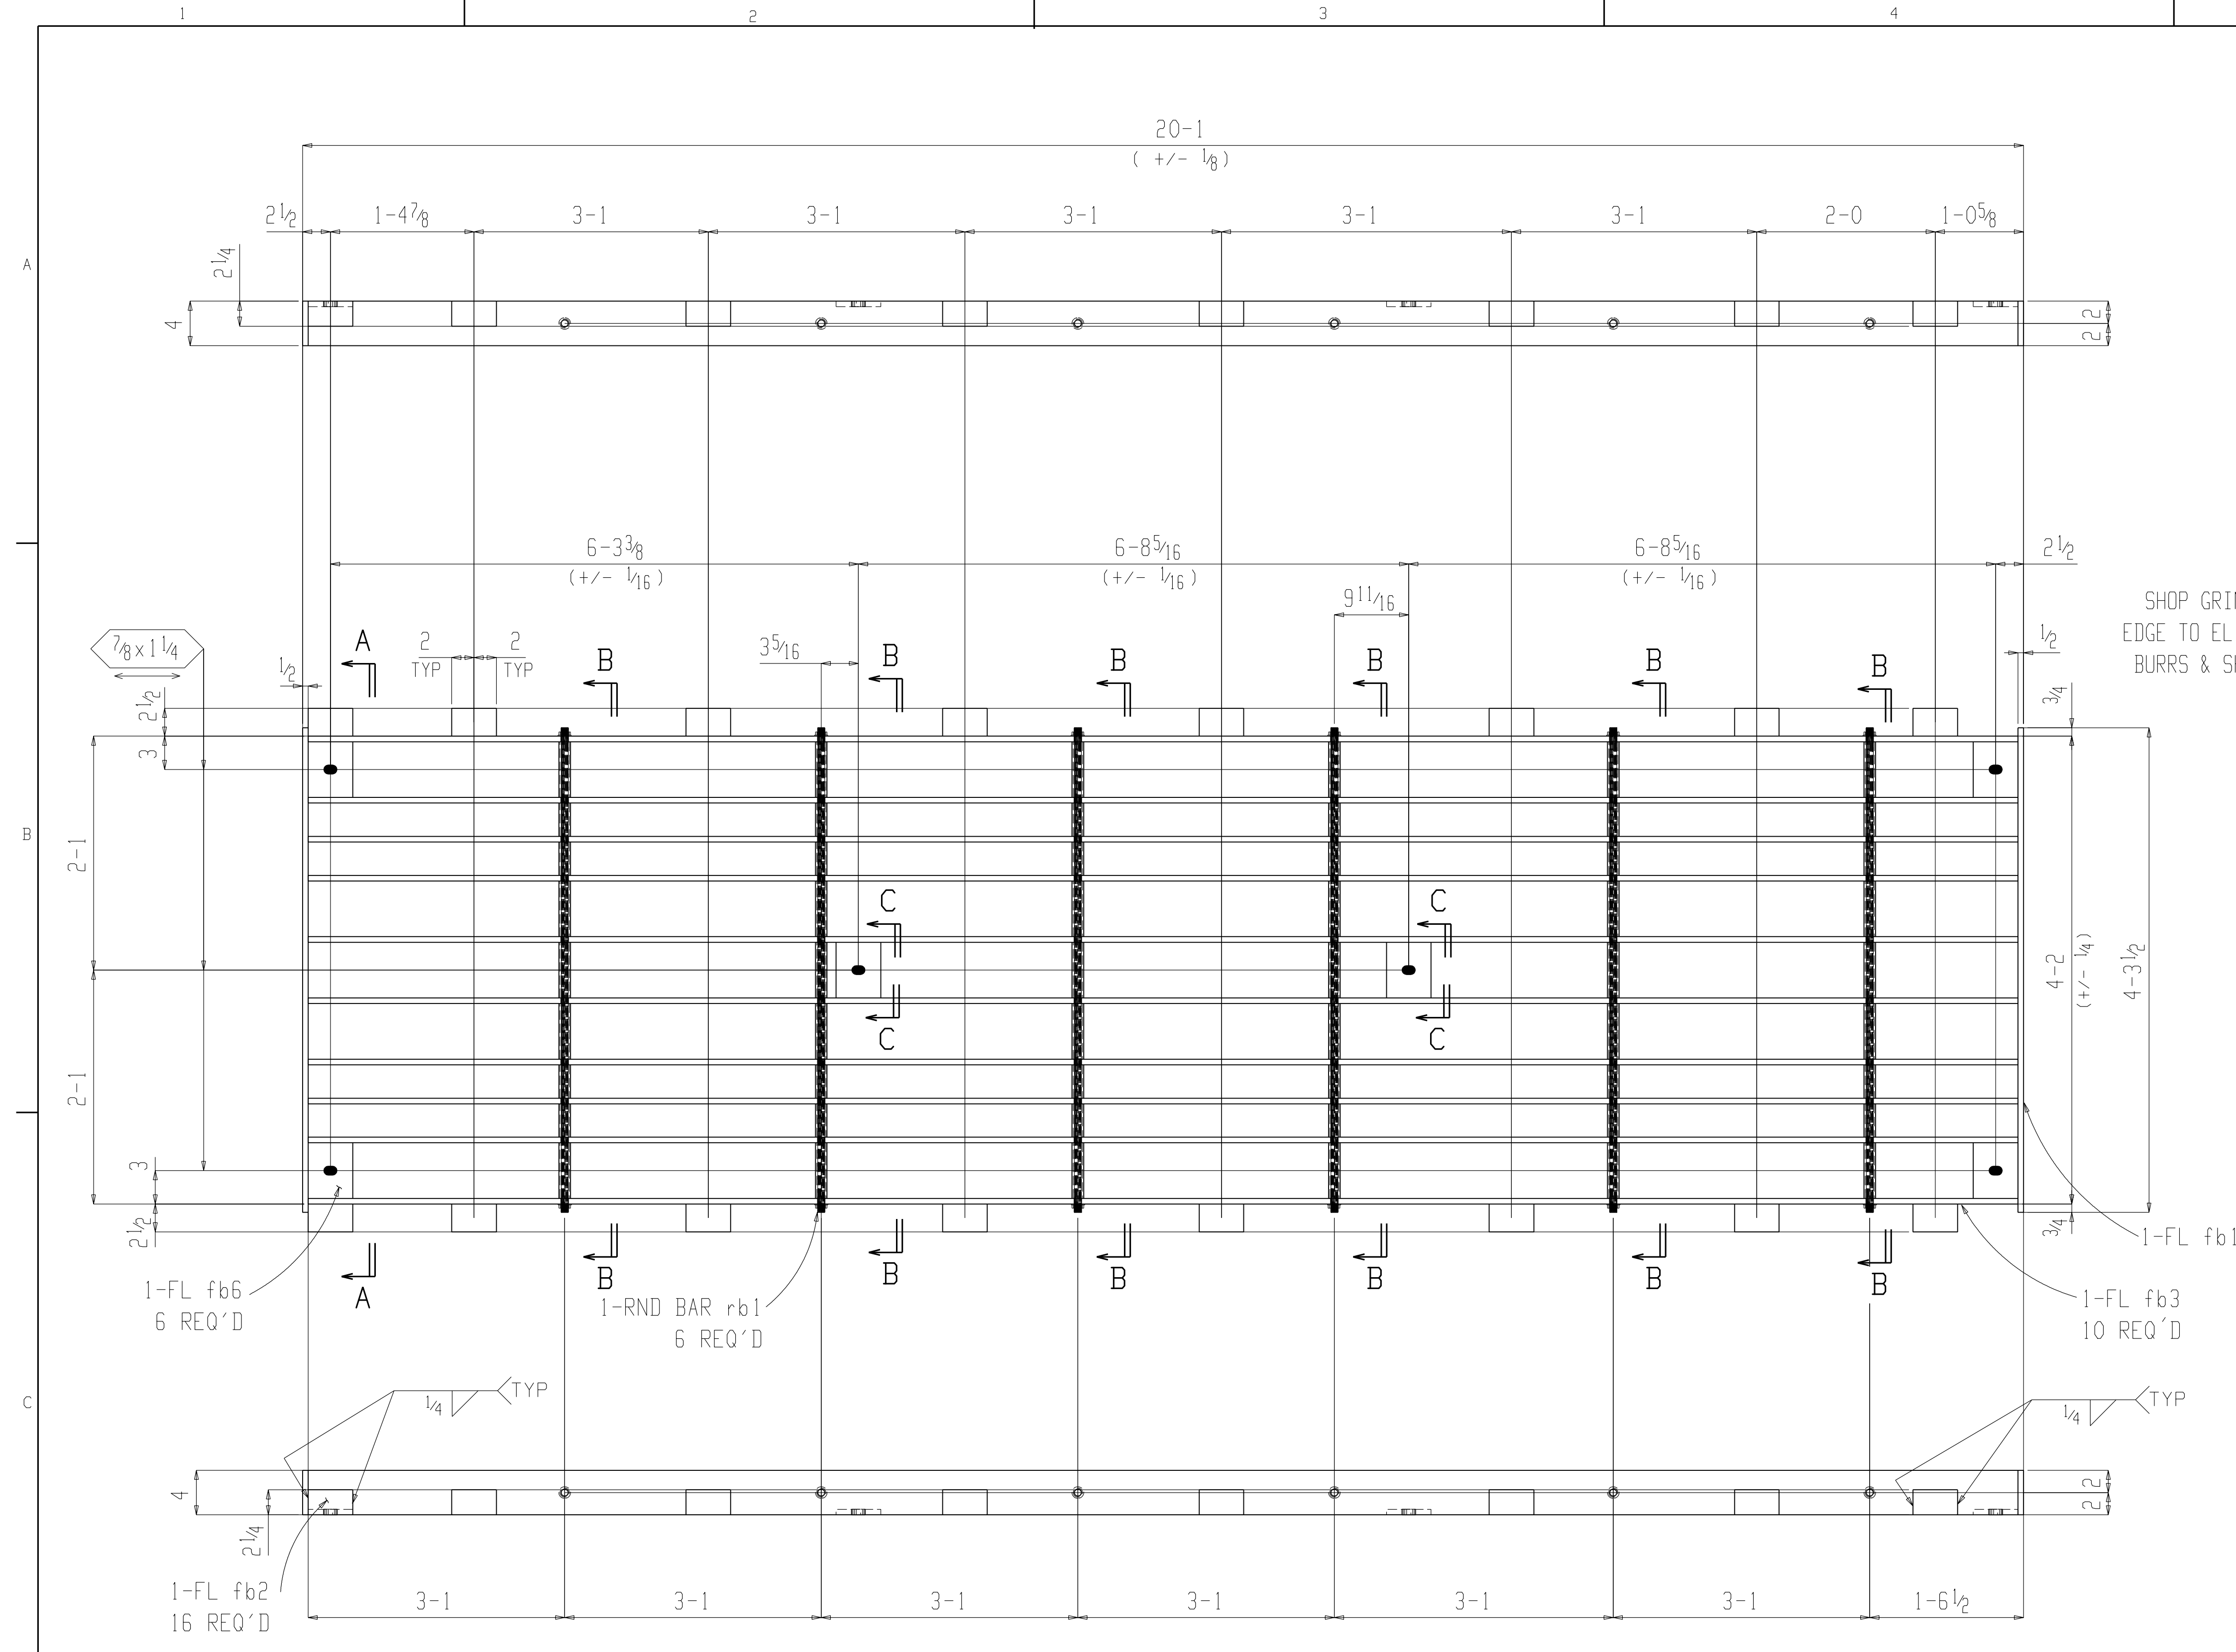 1 2 3 4
20-1
( +/- 1/8)
2 1/2 1-4 7/8 3-1 3-1 3-1 3-1 3-1 2-0 1-0 5/8
A
2 1/4
4
2
2
6-3 3/8 6-8 5/16 6-8 5/16 2 1/2
(+/- 1/16 ) (+/- 1/16 ) (+/- 1/16 )
9 11/16
SHOP GRI
EDGE TO EL
BURRS & S
7/8 x 1 1/4
1/2
A
2 TYP
2 TYP
B
3 5/16
B
B
B
B
B
1/2
3/4
2 1/2
3
B
2-1
2-1
C
C
C
C
4-2
(+/- 1/4)
4-3 1/2
3
2 1/2
3/4
1-FL fb1
1-FL fb6
6 REQ'D
A
B
B
B
B
B
B
1-RND BAR rb1
6 REQ'D
1-FL fb3
10 REQ'D
C
1/4
TYP
1/4
TYP
4
2 1/4
2
2
1-FL fb2
16 REQ'D
3-1 3-1 3-1 3-1 3-1 3-1 1-6 1/2